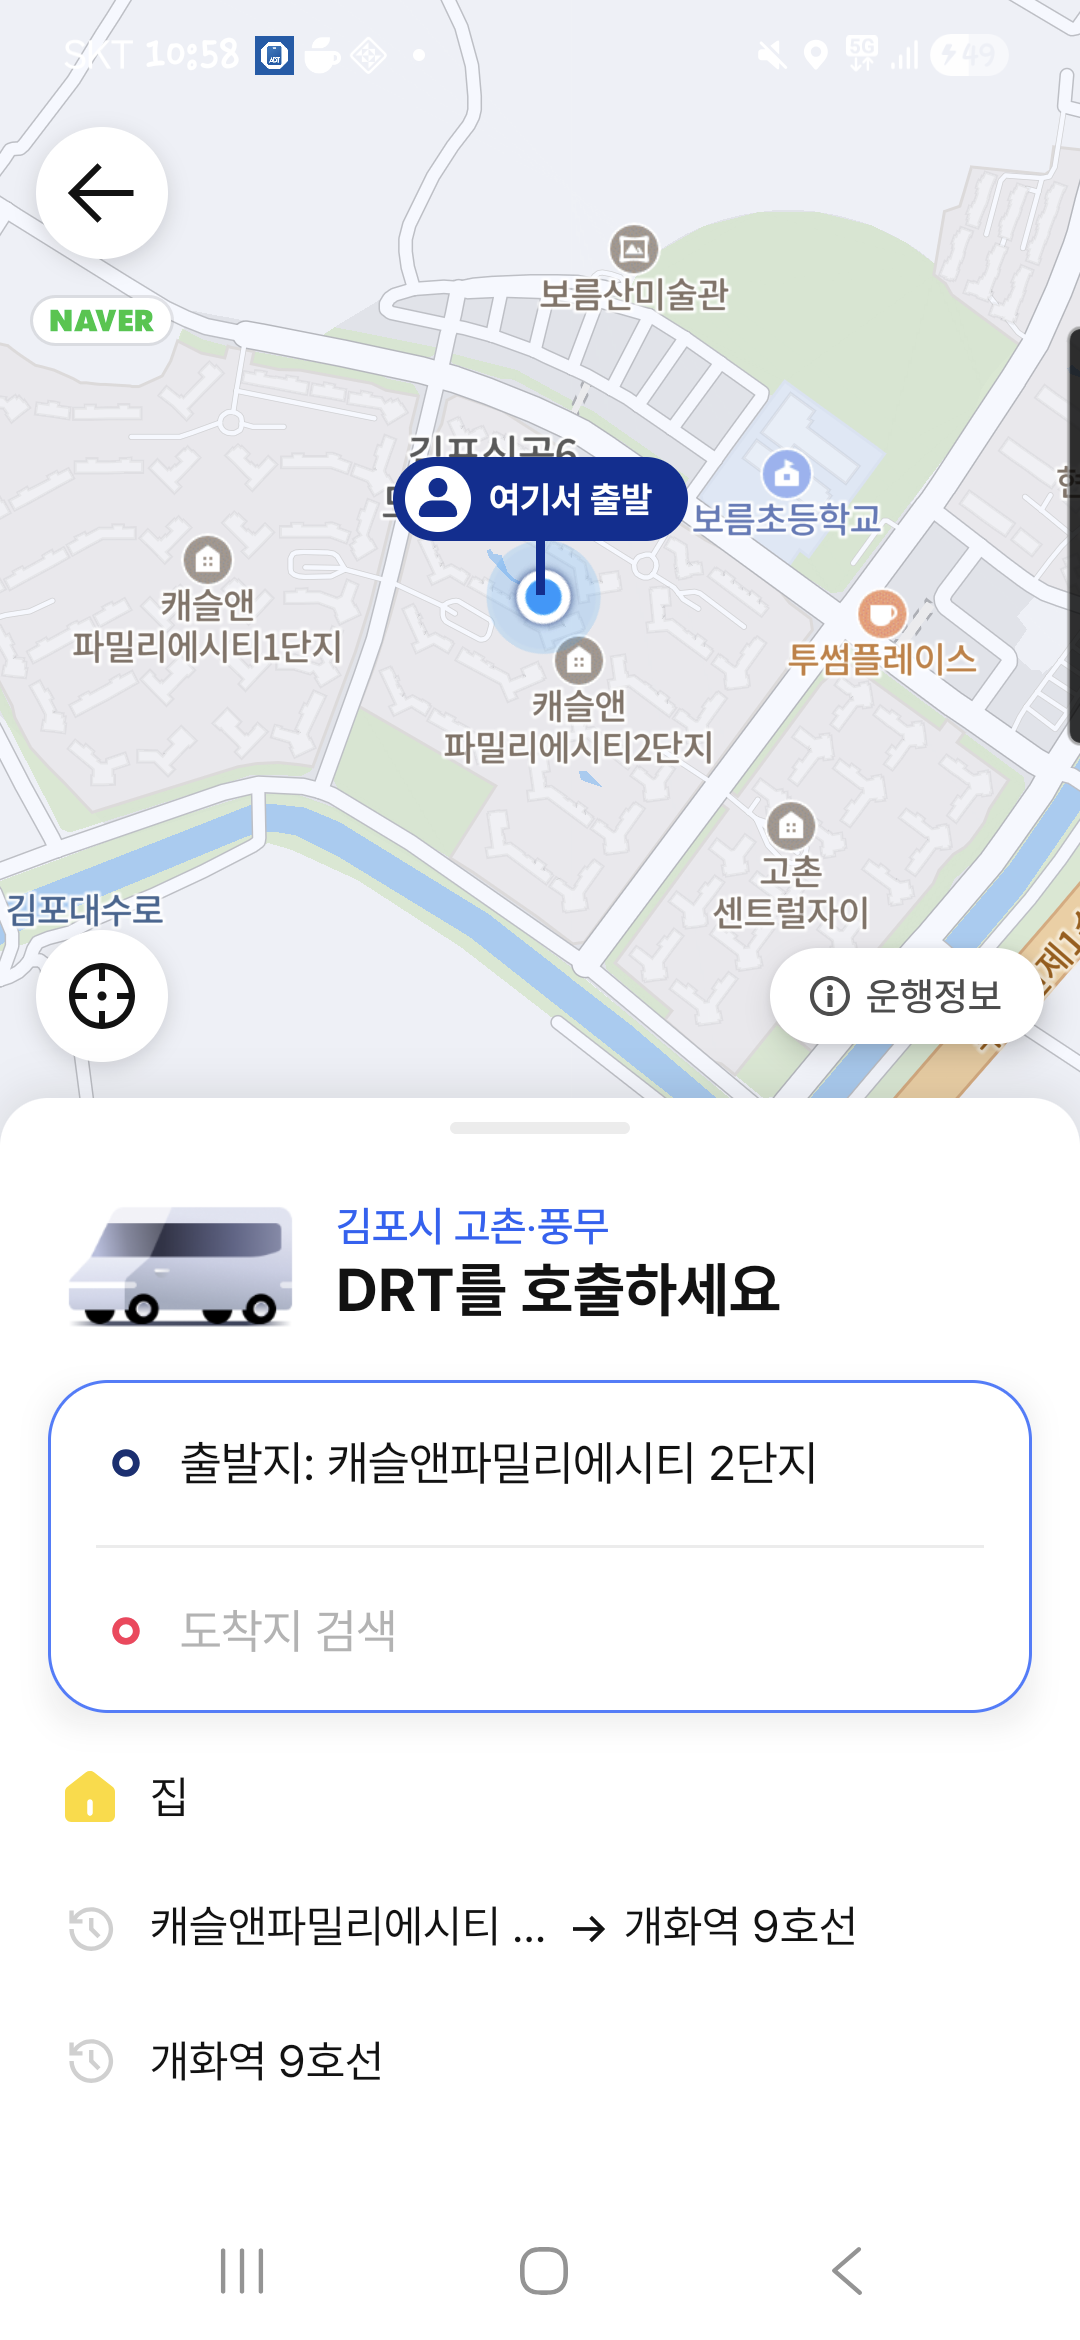 SKT 10:58
5G
49
NAVER
보름산미술관
여기서 출발
보름초등학교
캐슬앤
파밀리에시티1단지
투썸플레이스
캐슬앤
파밀리에시티2단지
고촌
센트럴자이
김포대수로
운행정보
김포시 고촌·풍무
DRT를 호출하세요
출발지: 캐슬앤파밀리에시티 2단지
도착지 검색
집
캐슬앤파밀리에시티 ... → 개화역 9호선
개화역 9호선